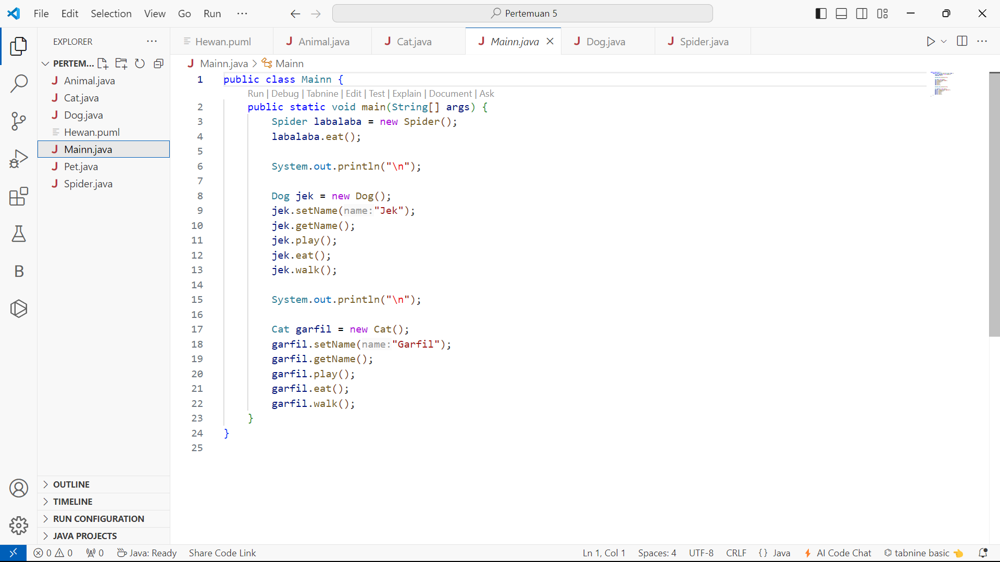 File Edit Selection View Go Run ···
Pertemuan 5
EXPLORER ···
PERTEM...
Animal.java
Cat.java
Dog.java
Hewan.puml
Mainn.java
Pet.java
Spider.java
OUTLINE
TIMELINE
RUN CONFIGURATION
JAVA PROJECTS
Hewan.puml Animal.java Cat.java Mainn.java Dog.java Spider.java
Mainn.java > Mainn
1 public class Mainn {
Run | Debug | Tabnine | Edit | Test | Explain | Document | Ask
2 public static void main(String[] args) {
3 Spider labalaba = new Spider();
4 labalaba.eat();
5
6 System.out.println("\n");
7
8 Dog jek = new Dog();
9 jek.setName(name:"Jek");
10 jek.getName();
11 jek.play();
12 jek.eat();
13 jek.walk();
14
15 System.out.println("\n");
16
17 Cat garfil = new Cat();
18 garfil.setName(name:"Garfil");
19 garfil.getName();
20 garfil.play();
21 garfil.eat();
22 garfil.walk();
23 }
24 }
25
0 0 0 Java: Ready Share Code Link Ln 1, Col 1 Spaces: 4 UTF-8 CRLF {} Java AI Code Chat tabnine basic